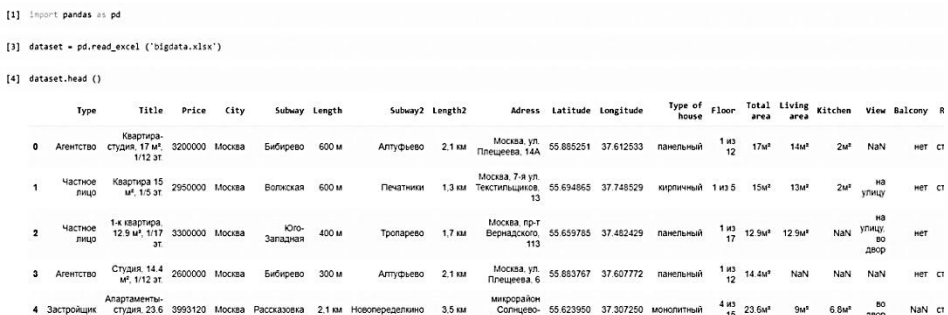 [1] import pandas as pd
[3] dataset = pd.read_excel ('bigdata.xlsx')
[4] dataset.head ()
Type Title Price City Subway Length Subway2 Length2 Adress Latitude Longitude Type of house Floor Total area Living area Kitchen View Balcony R
0 Агентство Квартира-студия, 17 м², 1/12 эт. 3200000 Москва Бибирево 600 м Алтуфьево 2,1 км Москва, ул. Плещеева, 14А 55.885251 37.612533 панельный 1 из 12 17м² 14м² 2м² NaN нет ст
1 Частное лицо Квартира 15 м², 1/5 эт. 2950000 Москва Волжская 600 м Печатники 1,3 км Москва, 7-я ул. Текстильщиков, 13 55.694865 37.748529 кирпичный 1 из 5 15м² 13м² 2м² на улицу нет ст
2 Частное лицо 1-к квартира, 12.9 м², 1/17 эт. 3300000 Москва Юго-Западная 400 м Тропарево 1,7 км Москва, пр-т Вернадского, 113 55.659785 37.482429 панельный 1 из 17 12.9м² 12.9м² NaN на улицу, во двор нет
3 Агентство Студия, 14.4 м², 1/12 эт. 2600000 Москва Бибирево 300 м Алтуфьево 2,1 км Москва, ул. Плещеева, 6 55.883767 37.607772 панельный 1 из 12 14.4м² NaN NaN NaN нет ст
4 Застройщик Апартаменты-студия, 23.6 3993120 Москва Рассказовка 2,1 км Новопеределкино 3,5 км микрорайон Солнцево- 55.623950 37.307250 монолитный 4 из 15 23.6м² 9м² 6.8м² во двор NaN ст